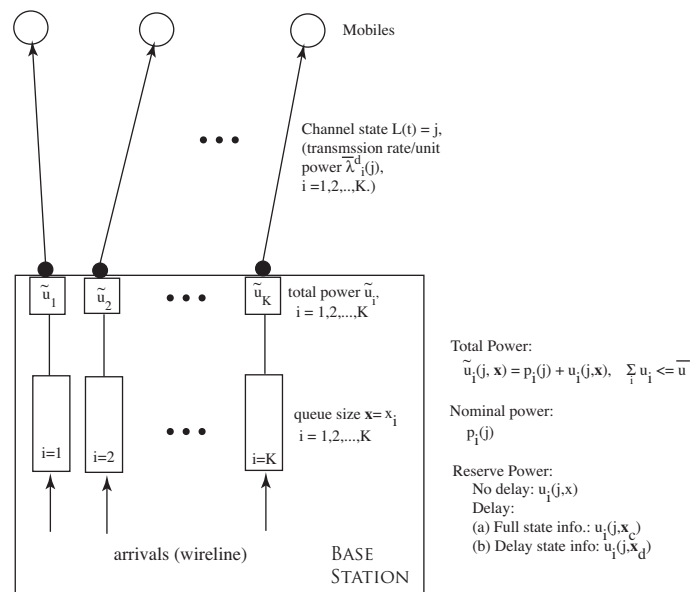 Mobiles
Channel state L(t) = j,
(transmssion rate/unit
power λ̅ᵈᵢ(j),
i =1,2,..,K.)
ũ₁
ũ₂
ũ_K
total power ũᵢ,
i = 1,2,...,K
Total Power:
ũᵢ(j, x) = pᵢ(j) + uᵢ(j,x), Σᵢ uᵢ <= u̅
Nominal power:
pᵢ(j)
queue size x= xᵢ
i = 1,2,...,K
i=1
i=2
i=K
Reserve Power:
No delay: uᵢ(j,x)
Delay:
(a) Full state info.: uᵢ(j,x_c)
(b) Delay state info: uᵢ(j,x_d)
arrivals (wireline)
BASE
STATION